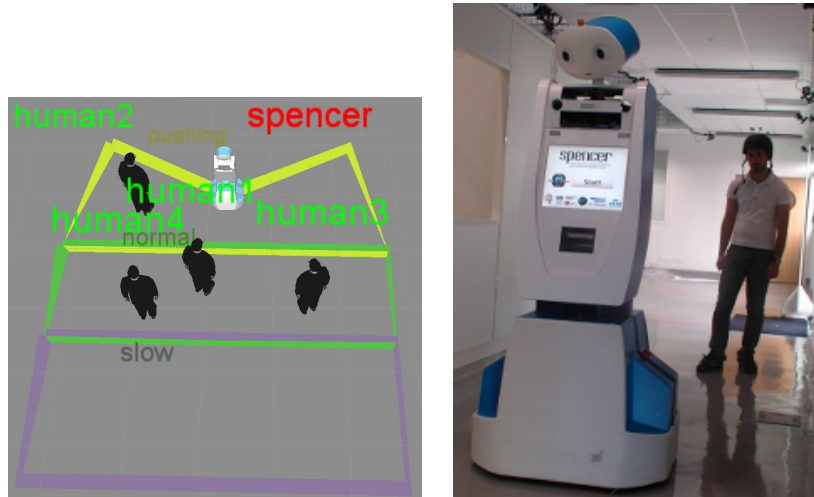 human2
spencer
pushing
human1
human4
human3
normal
slow
spencer
Start